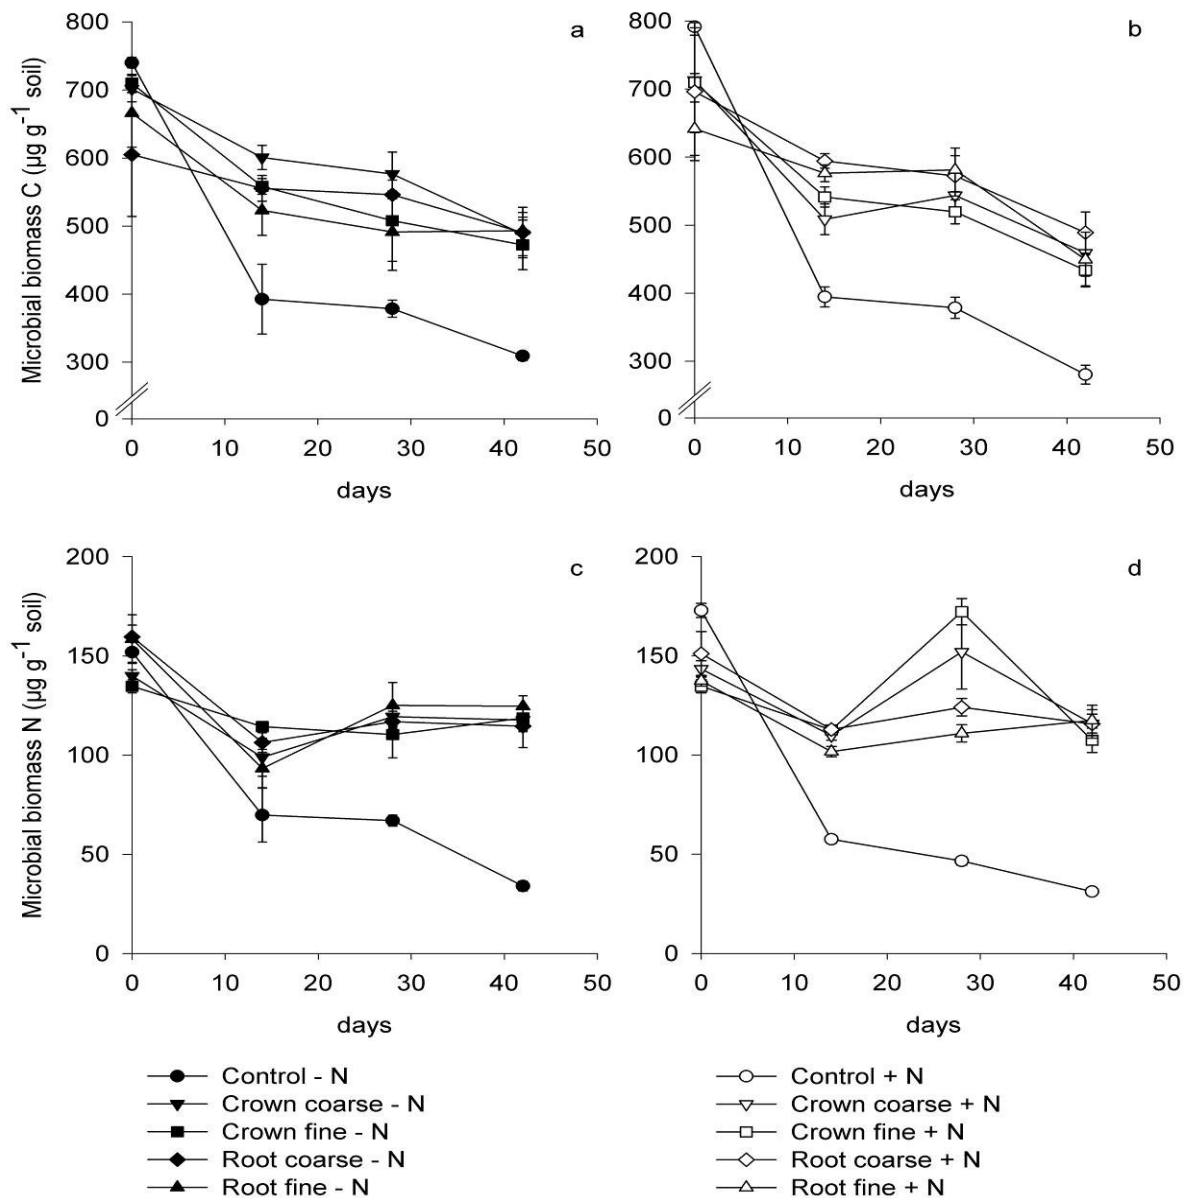 a
800
700
600
500
400
300
0
Microbial biomass C (µg g⁻¹ soil)
0 10 20 30 40 50
days
b
800
700
600
500
400
300
0
0 10 20 30 40 50
days
c
200
150
100
50
0
Microbial biomass N (µg g⁻¹ soil)
0 10 20 30 40 50
days
d
200
150
100
50
0
0 10 20 30 40 50
days
Control - N
Crown coarse - N
Crown fine - N
Root coarse - N
Root fine - N
Control + N
Crown coarse + N
Crown fine + N
Root coarse + N
Root fine + N